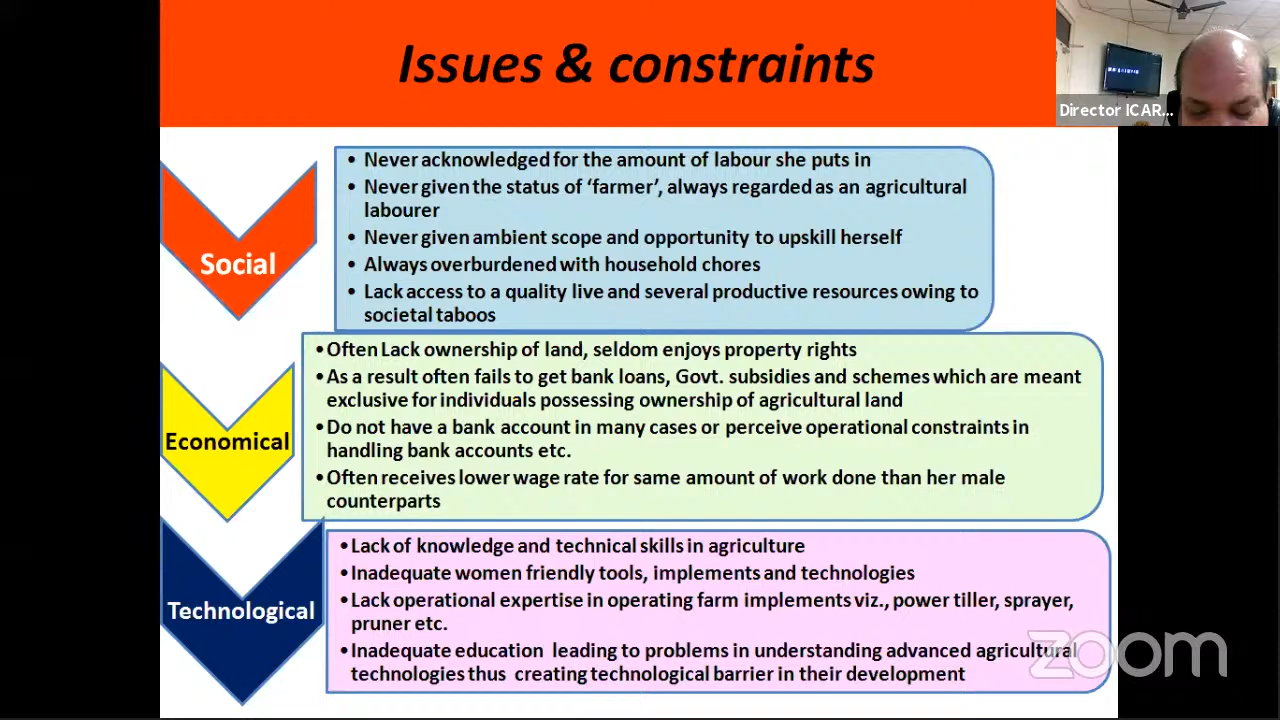 Issues & constraints
Director ICAR...
Social
• Never acknowledged for the amount of labour she puts in
• Never given the status of ‘farmer’, always regarded as an agricultural
labourer
• Never given ambient scope and opportunity to upskill herself
• Always overburdened with household chores
• Lack access to a quality live and several productive resources owing to
societal taboos
Economical
• Often Lack ownership of land, seldom enjoys property rights
• As a result often fails to get bank loans, Govt. subsidies and schemes which are meant
exclusive for individuals possessing ownership of agricultural land
• Do not have a bank account in many cases or perceive operational constraints in
handling bank accounts etc.
• Often receives lower wage rate for same amount of work done than her male
counterparts
Technological
• Lack of knowledge and technical skills in agriculture
• Inadequate women friendly tools, implements and technologies
• Lack operational expertise in operating farm implements viz., power tiller, sprayer,
pruner etc.
• Inadequate education leading to problems in understanding advanced agricultural
technologies thus creating technological barrier in their development
zoom